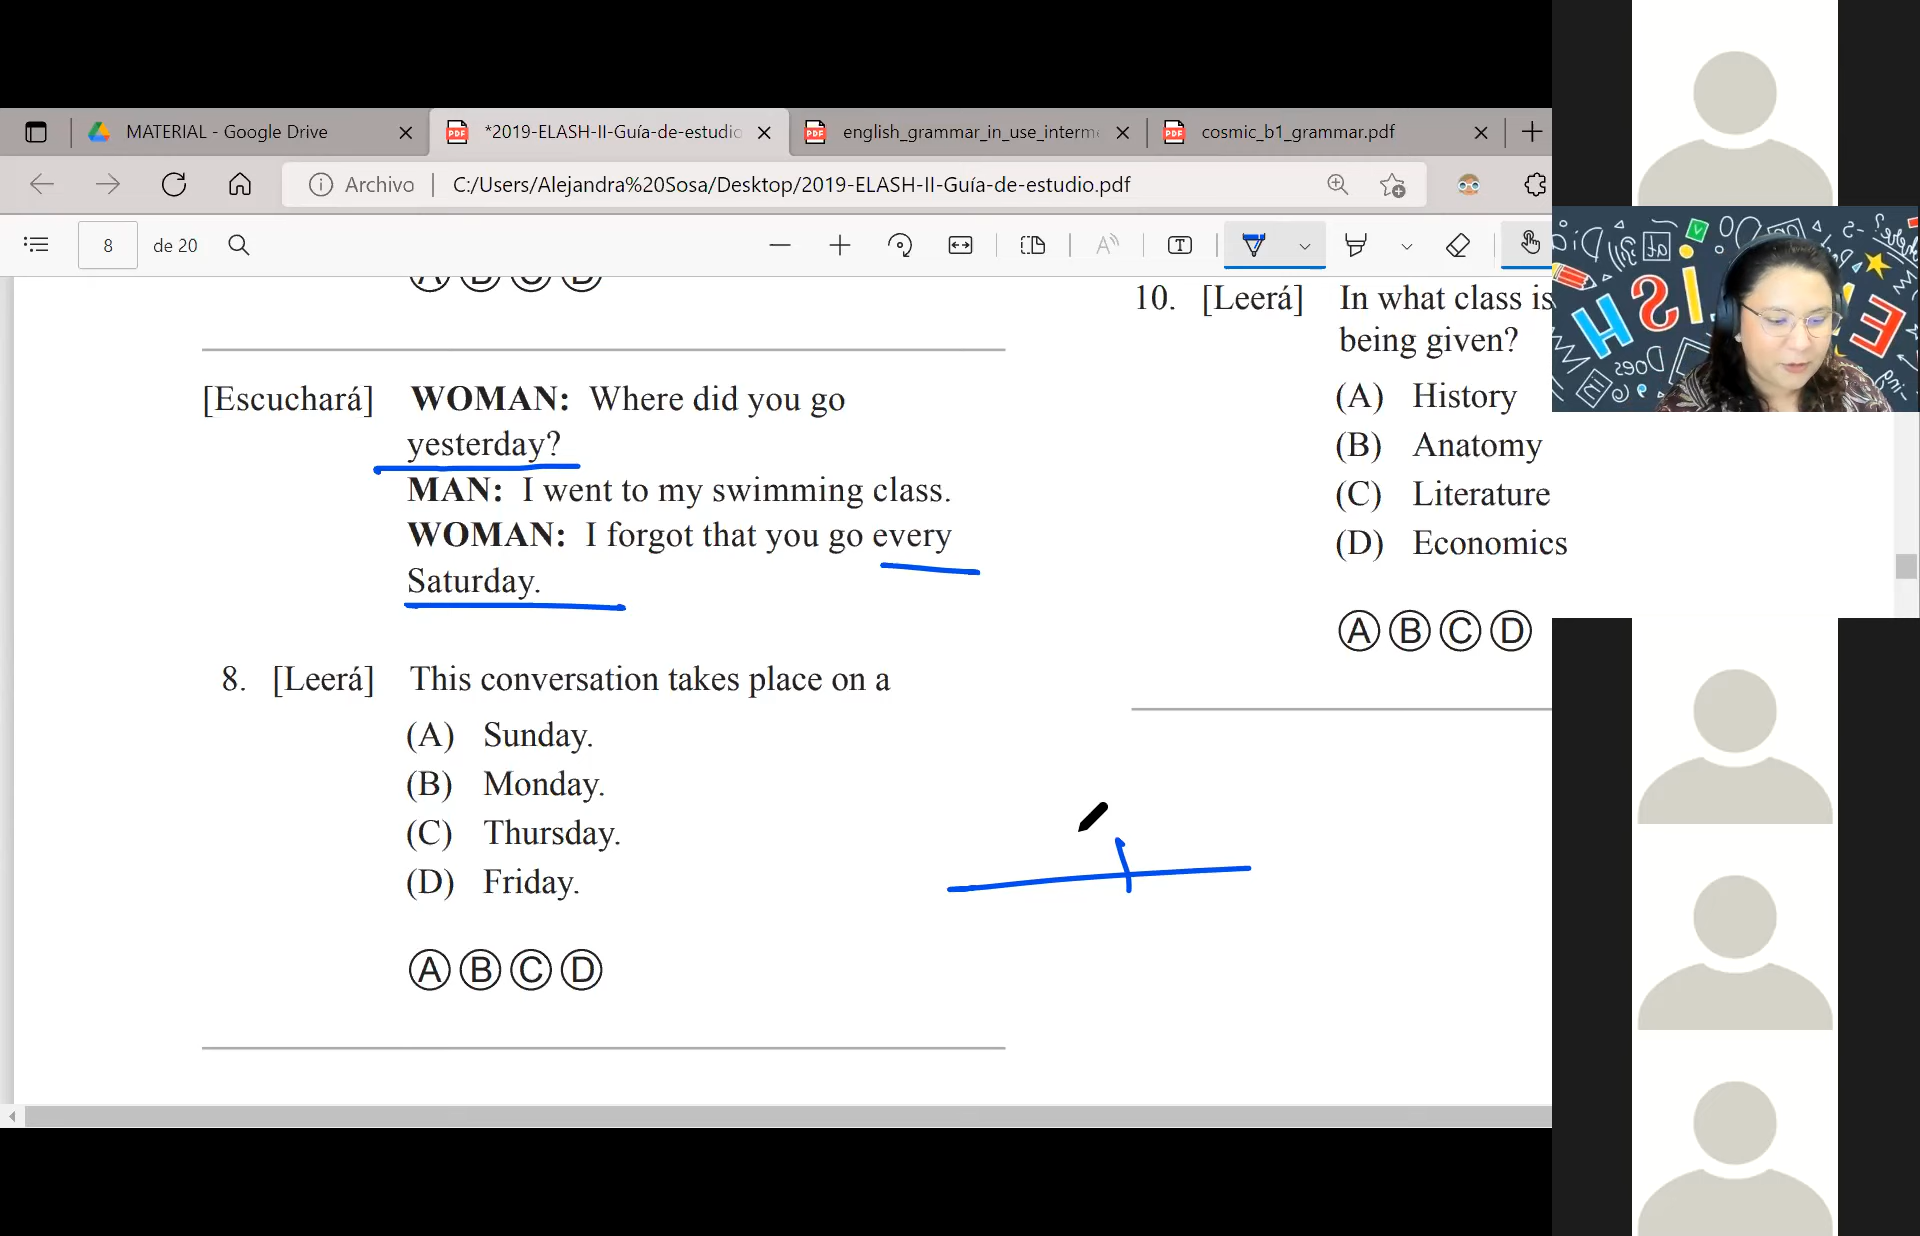 MATERIAL - Google Drive
*2019-ELASH-II-Guía-de-estudio
english_grammar_in_use_interme
cosmic_b1_grammar.pdf
Archivo
C:/Users/Alejandra%20Sosa/Desktop/2019-ELASH-II-Guía-de-estudio.pdf
8 de 20
A B C D
[Escuchará] WOMAN: Where did you go
yesterday?
MAN: I went to my swimming class.
WOMAN: I forgot that you go every
Saturday.
8. [Leerá] This conversation takes place on a
(A) Sunday.
(B) Monday.
(C) Thursday.
(D) Friday.
A B C D
10. [Leerá] In what class is
being given?
(A) History
(B) Anatomy
(C) Literature
(D) Economics
A B C D